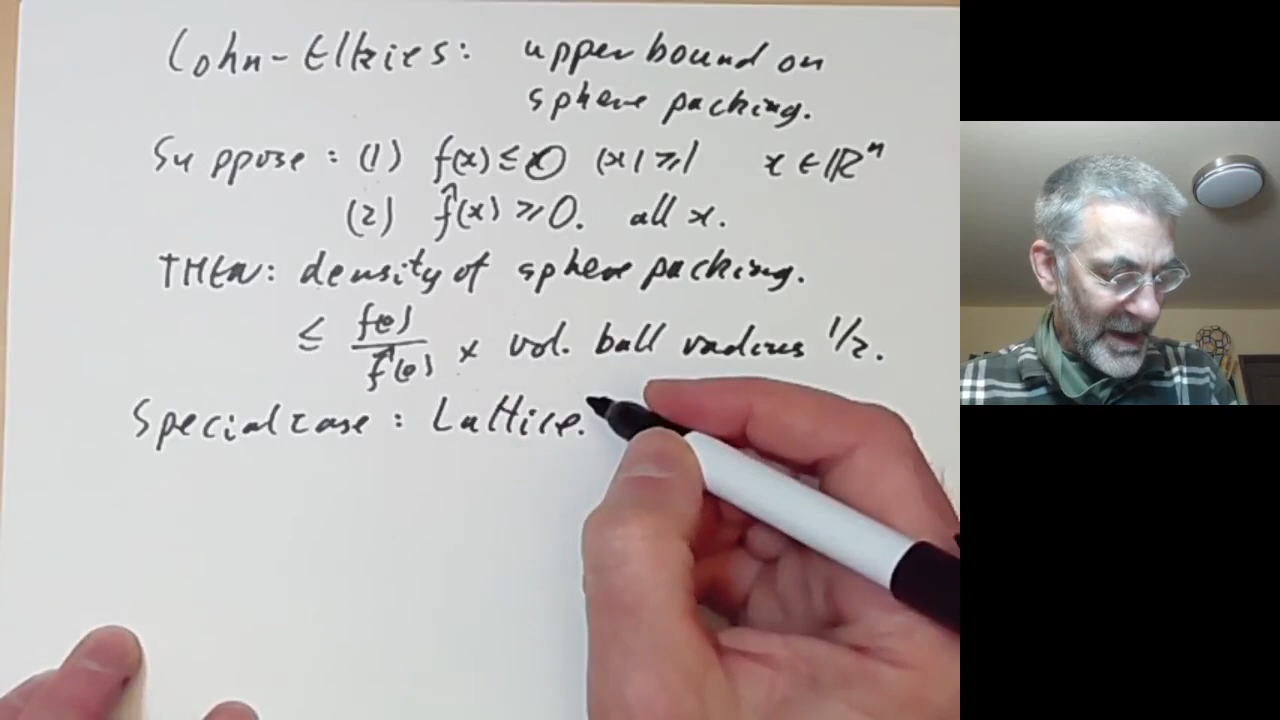 Cohn-Elkies: upper bound on
sphere packing.
Suppose: (1) f(x) ≤ 0 |x| ≥ 1 x ∈ ℝⁿ
(2) f̂(x) ≥ 0. all x.
THEN: density of sphere packing.
≤ f(0)/f̂(0) × vol. ball radius 1/2.
Special case: Lattice.